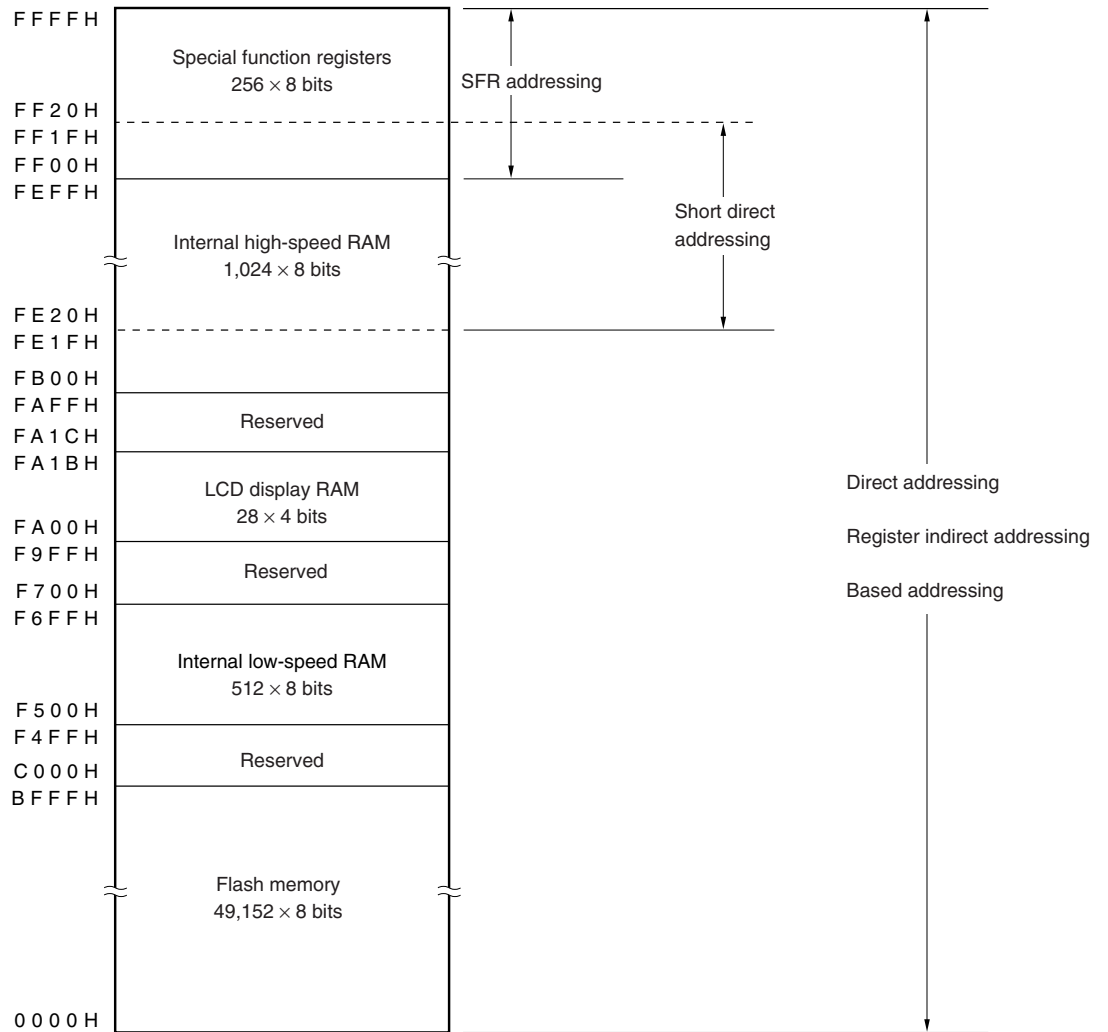 FFFFH
Special function registers
256 × 8 bits
SFR addressing
FF20H
FF1FH
FF00H
FEFFH
Short direct
addressing
Internal high-speed RAM
1,024 × 8 bits
FE20H
FE1FH
FB00H
FAFFH
Reserved
FA1CH
FA1BH
LCD display RAM
28 × 4 bits
Direct addressing
FA00H
F9FFH
Register indirect addressing
Reserved
F700H
Based addressing
F6FFH
Internal low-speed RAM
512 × 8 bits
F500H
F4FFH
Reserved
C000H
BFFFH
Flash memory
49,152 × 8 bits
0000H